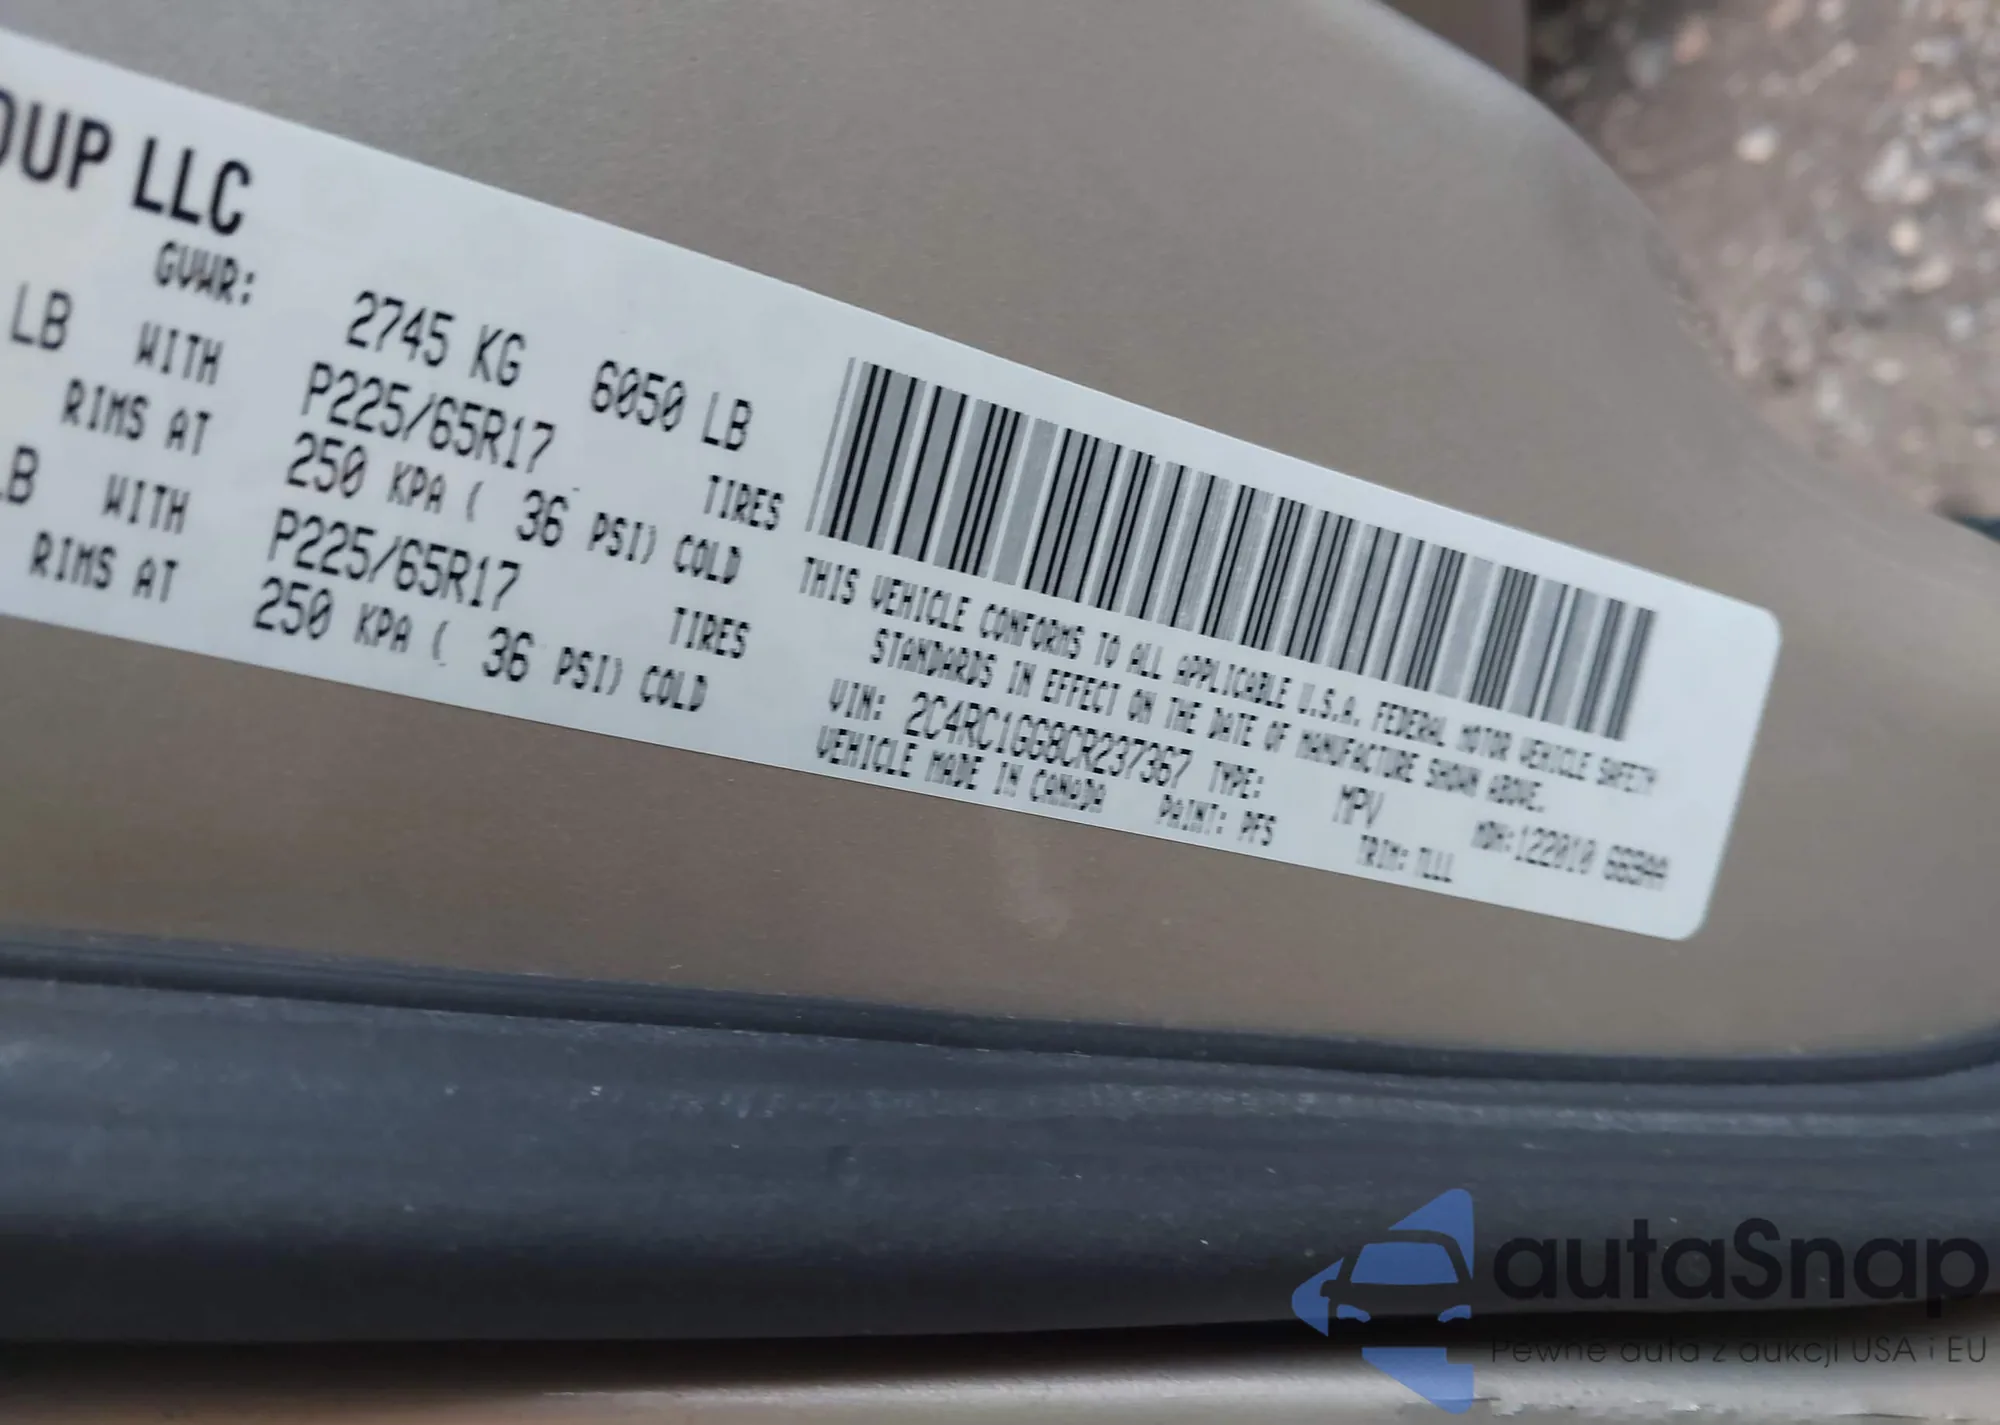 OUP LLC
GVWR: 2745 KG 6050 LB
LB WITH P225/65R17 TIRES
RIMS AT 250 KPA ( 36 PSI) COLD
LB WITH P225/65R17 TIRES
RIMS AT 250 KPA ( 36 PSI) COLD
THIS VEHICLE CONFORMS TO ALL APPLICABLE U.S.A. FEDERAL MOTOR VEHICLE SAFETY
STANDARDS IN EFFECT ON THE DATE OF MANUFACTURE SHOWN ABOVE.
VIN: 2C4RC1GG8CR237367 TYPE: MPV MDH:122010
VEHICLE MADE IN CANADA PAINT: PFS TRIM:
autaSnap
Pewne auta z aukcji USA i EU